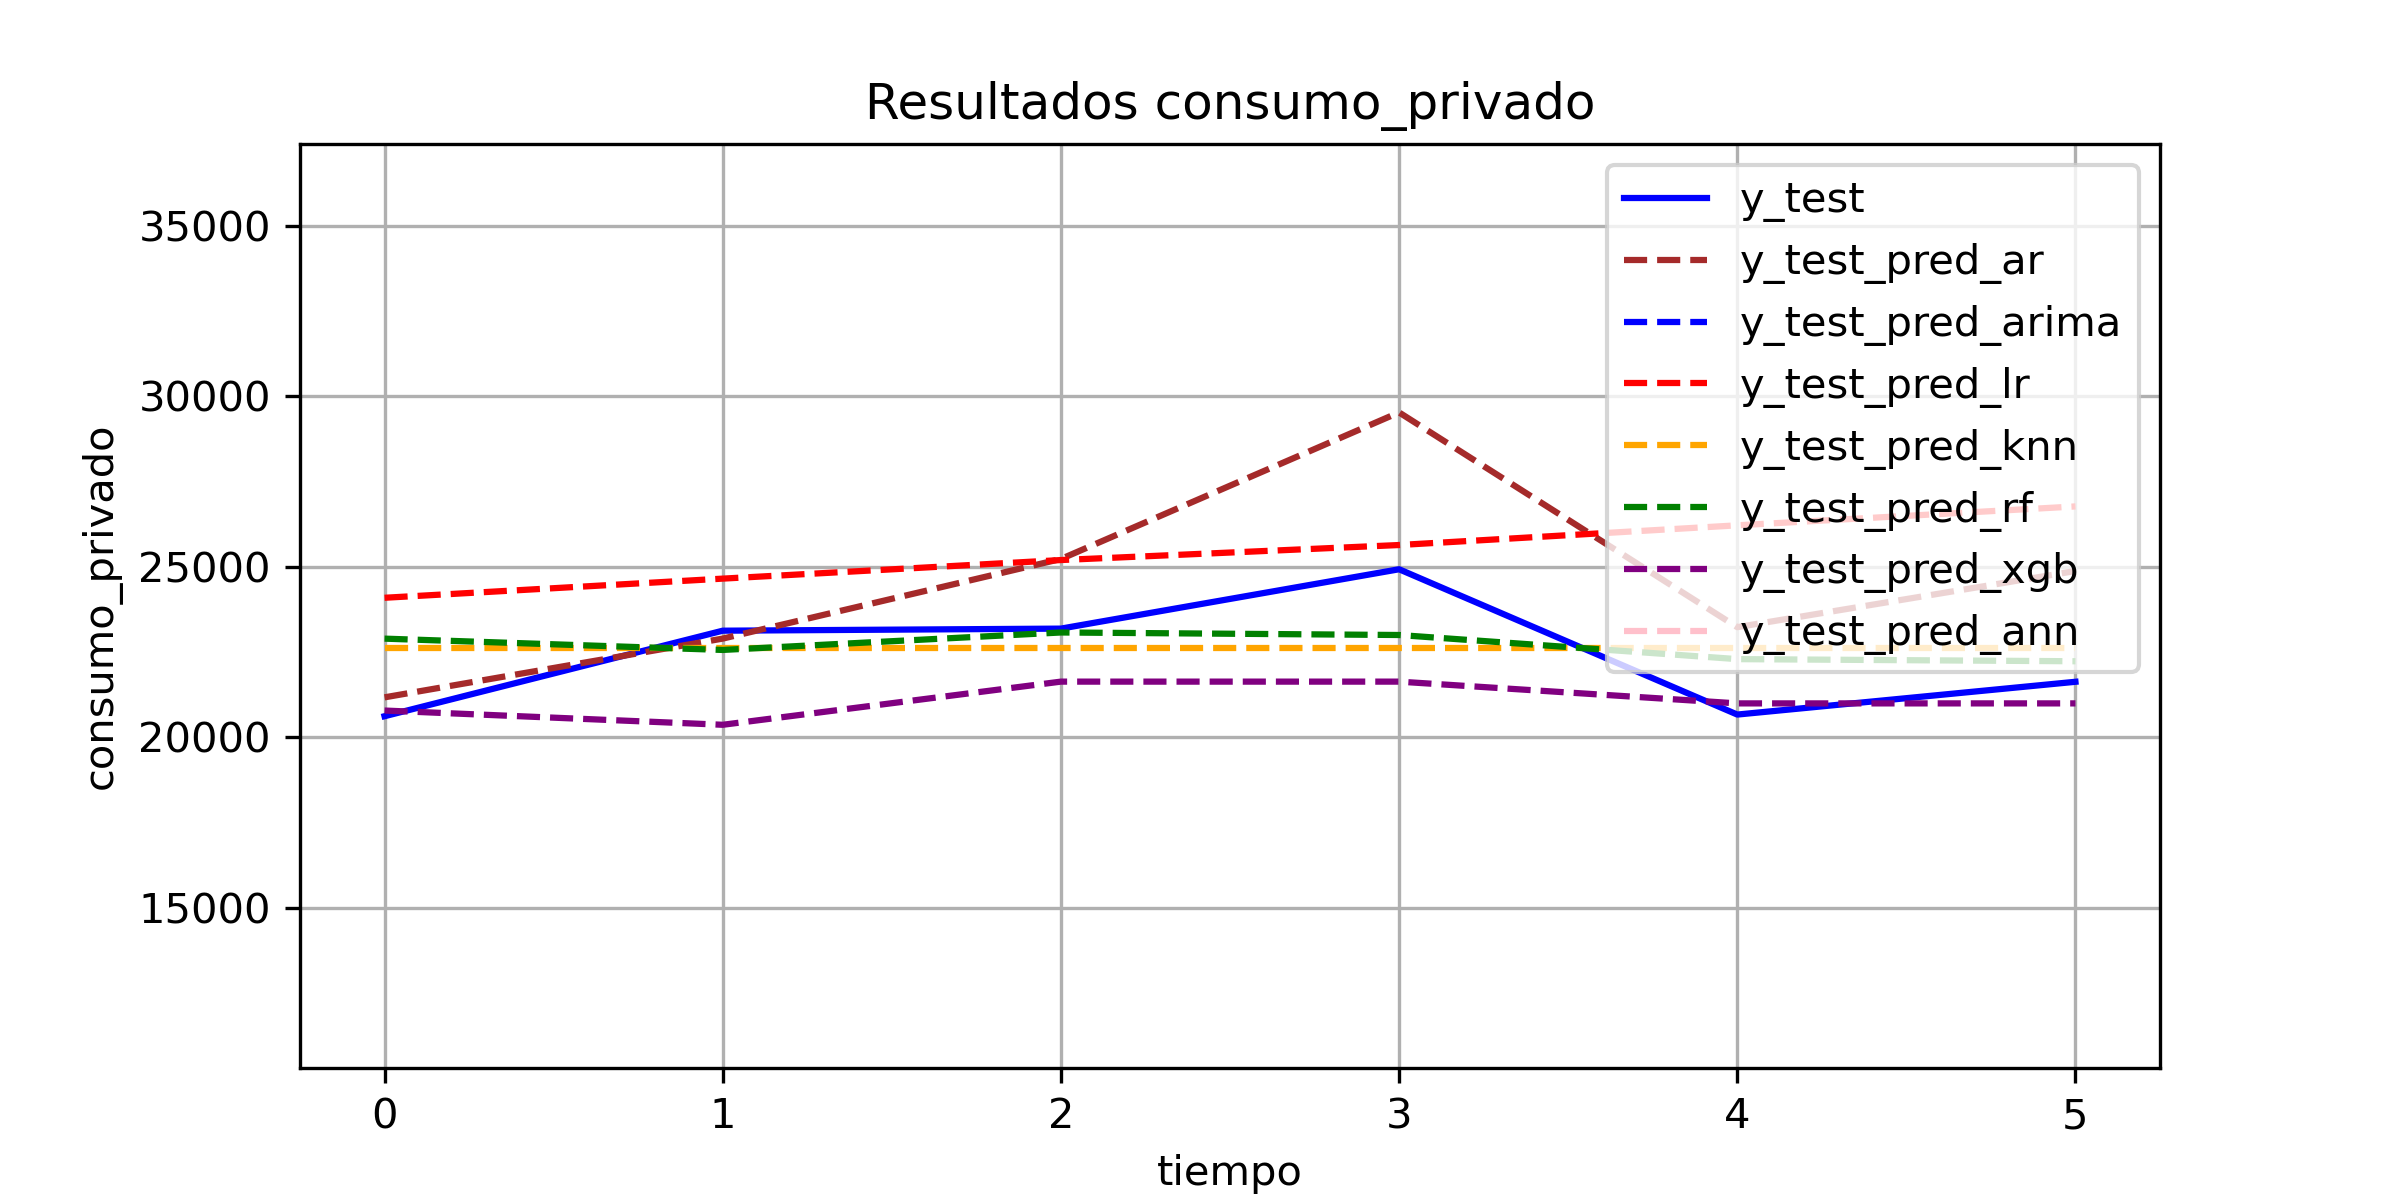 Resultados consumo_privado
consumo_privado
35000
30000
25000
20000
15000
y_test
y_test_pred_ar
y_test_pred_arima
y_test_pred_lr
y_test_pred_knn
y_test_pred_rf
y_test_pred_xgb
y_test_pred_ann
0 1 2 3 4 5
tiempo